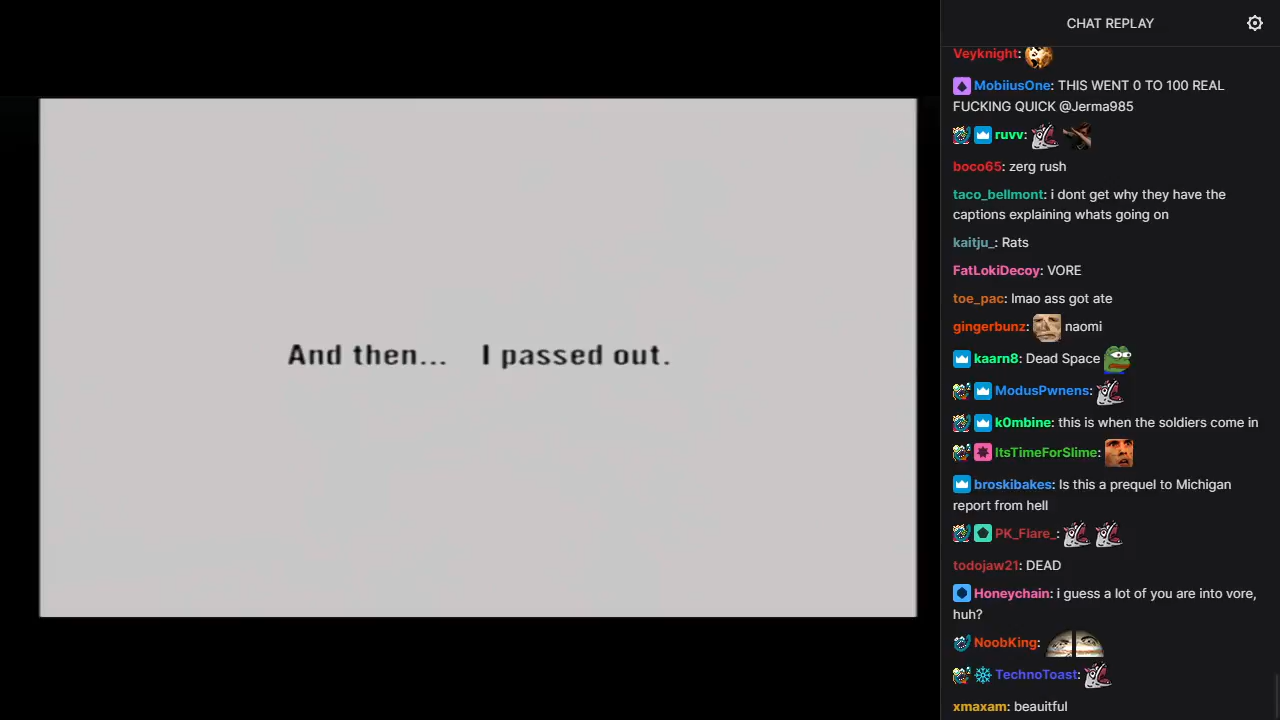 CHAT REPLAY
Veyknight:
MobiiusOne: THIS WENT 0 TO 100 REAL
FUCKING QUICK @Jerma985
ruvv:
boco65: zerg rush
taco_bellmont: i dont get why they have the
captions explaining whats going on
kaitju_: Rats
FatLokiDecoy: VORE
toe_pac: lmao ass got ate
gingerbunz: naomi
kaarn8: Dead Space
ModusPwnens:
k0mbine: this is when the soldiers come in
ItsTimeForSlime:
broskibakes: Is this a prequel to Michigan
report from hell
PK_Flare_:
todojaw21: DEAD
Honeychain: i guess a lot of you are into vore,
huh?
NoobKing:
TechnoToast:
xmaxam: beauitful
And then... I passed out.